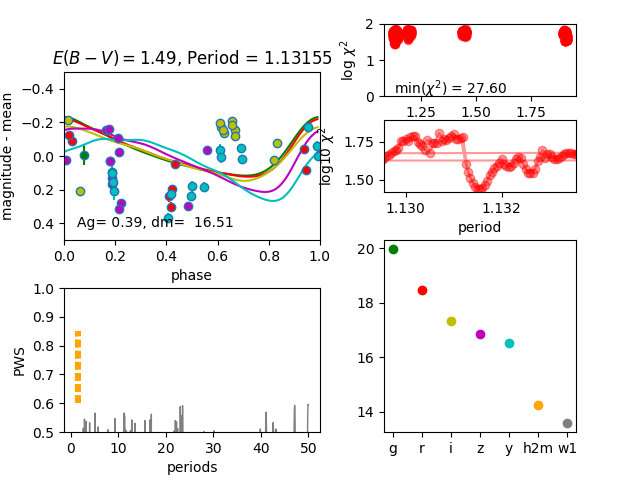 E(B − V) = 1.49, Period = 1.13155
magnitude - mean
−0.4
−0.2
0.0
0.2
0.4
Ag= 0.39, dm=  16.51
0.0 0.2 0.4 0.6 0.8 1.0
phase
log χ²
2
1
0
min(χ²) = 27.60
1.25 1.50 1.75
log10 χ²
1.75
1.50
1.130 1.132
period
PWS
1.0
0.9
0.8
0.7
0.6
0.5
0 10 20 30 40 50
periods
20
18
16
14
g r i z y h2m w1